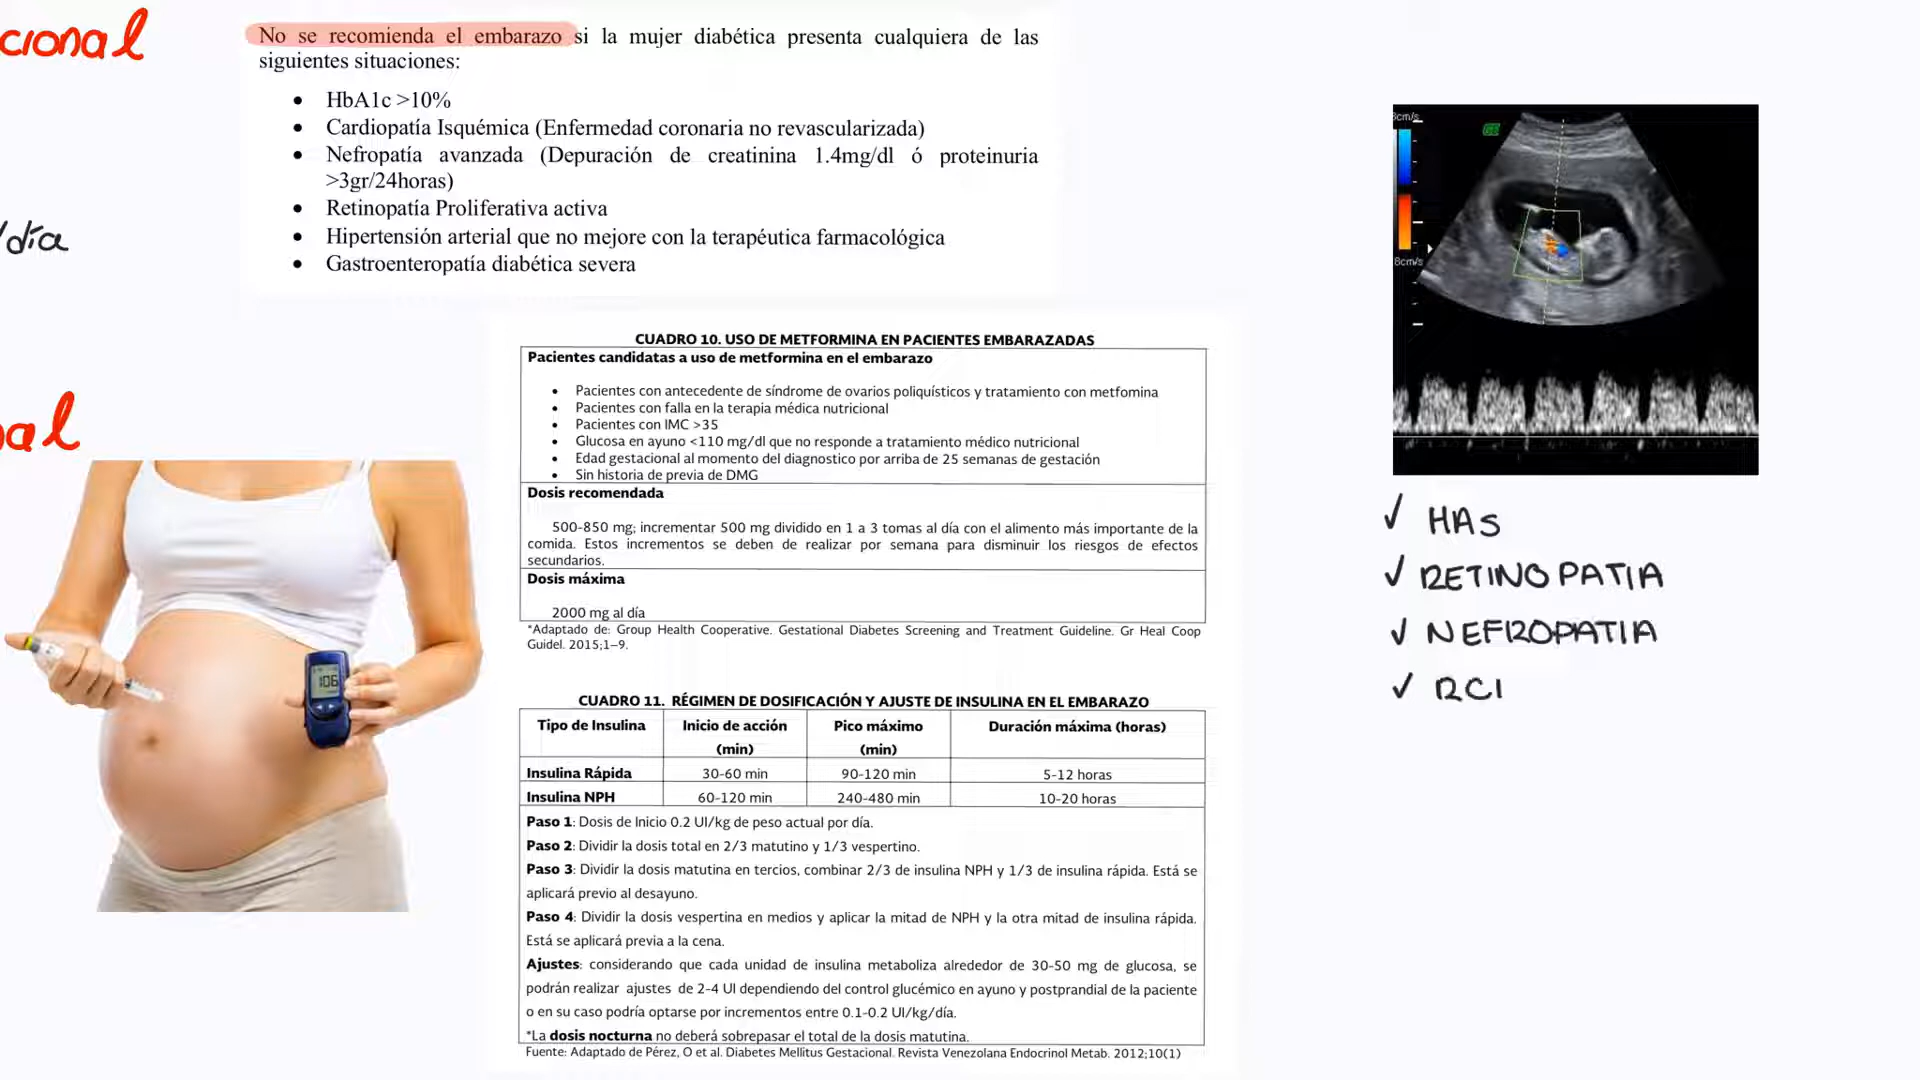 cional
No se recomienda el embarazo si la mujer diabética presenta cualquiera de las
siguientes situaciones:
• HbA1c >10%
• Cardiopatía Isquémica (Enfermedad coronaria no revascularizada)
• Nefropatía avanzada (Depuración de creatinina 1.4mg/dl ó proteinuria
>3gr/24horas)
• Retinopatía Proliferativa activa
• Hipertensión arterial que no mejore con la terapéutica farmacológica
• Gastroenteropatía diabética severa
/día
al
106
CUADRO 10. USO DE METFORMINA EN PACIENTES EMBARAZADAS
Pacientes candidatas a uso de metformina en el embarazo
• Pacientes con antecedente de síndrome de ovarios poliquísticos y tratamiento con metfomina
• Pacientes con falla en la terapia médica nutricional
• Pacientes con IMC >35
• Glucosa en ayuno <110 mg/dl que no responde a tratamiento médico nutricional
• Edad gestacional al momento del diagnostico por arriba de 25 semanas de gestación
• Sin historia de previa de DMG
Dosis recomendada
500-850 mg; incrementar 500 mg dividido en 1 a 3 tomas al día con el alimento más importante de la
comida. Estos incrementos se deben de realizar por semana para disminuir los riesgos de efectos
secundarios.
Dosis máxima
2000 mg al día
*Adaptado de: Group Health Cooperative. Gestational Diabetes Screening and Treatment Guideline. Gr Heal Coop
Guidel. 2015;1–9.
CUADRO 11. RÉGIMEN DE DOSIFICACIÓN Y AJUSTE DE INSULINA EN EL EMBARAZO
Tipo de Insulina Inicio de acción (min) Pico máximo (min) Duración máxima (horas)
Insulina Rápida 30-60 min 90-120 min 5-12 horas
Insulina NPH 60-120 min 240-480 min 10-20 horas
Paso 1: Dosis de Inicio 0.2 UI/kg de peso actual por día.
Paso 2: Dividir la dosis total en 2/3 matutino y 1/3 vespertino.
Paso 3: Dividir la dosis matutina en tercios, combinar 2/3 de insulina NPH y 1/3 de insulina rápida. Está se
aplicará previo al desayuno.
Paso 4: Dividir la dosis vespertina en medios y aplicar la mitad de NPH y la otra mitad de insulina rápida.
Está se aplicará previa a la cena.
Ajustes: considerando que cada unidad de insulina metaboliza alrededor de 30-50 mg de glucosa, se
podrán realizar ajustes de 2-4 UI dependiendo del control glucémico en ayuno y postprandial de la paciente
o en su caso podría optarse por incrementos entre 0.1-0.2 UI/kg/día.
*La dosis nocturna no deberá sobrepasar el total de la dosis matutina.
Fuente: Adaptado de Pérez, O et al. Diabetes Mellitus Gestacional. Revista Venezolana Endocrinol Metab. 2012;10(1)
8cm/s
✓ HAS
✓ RETINOPATIA
✓ NEFROPATIA
✓ RCI